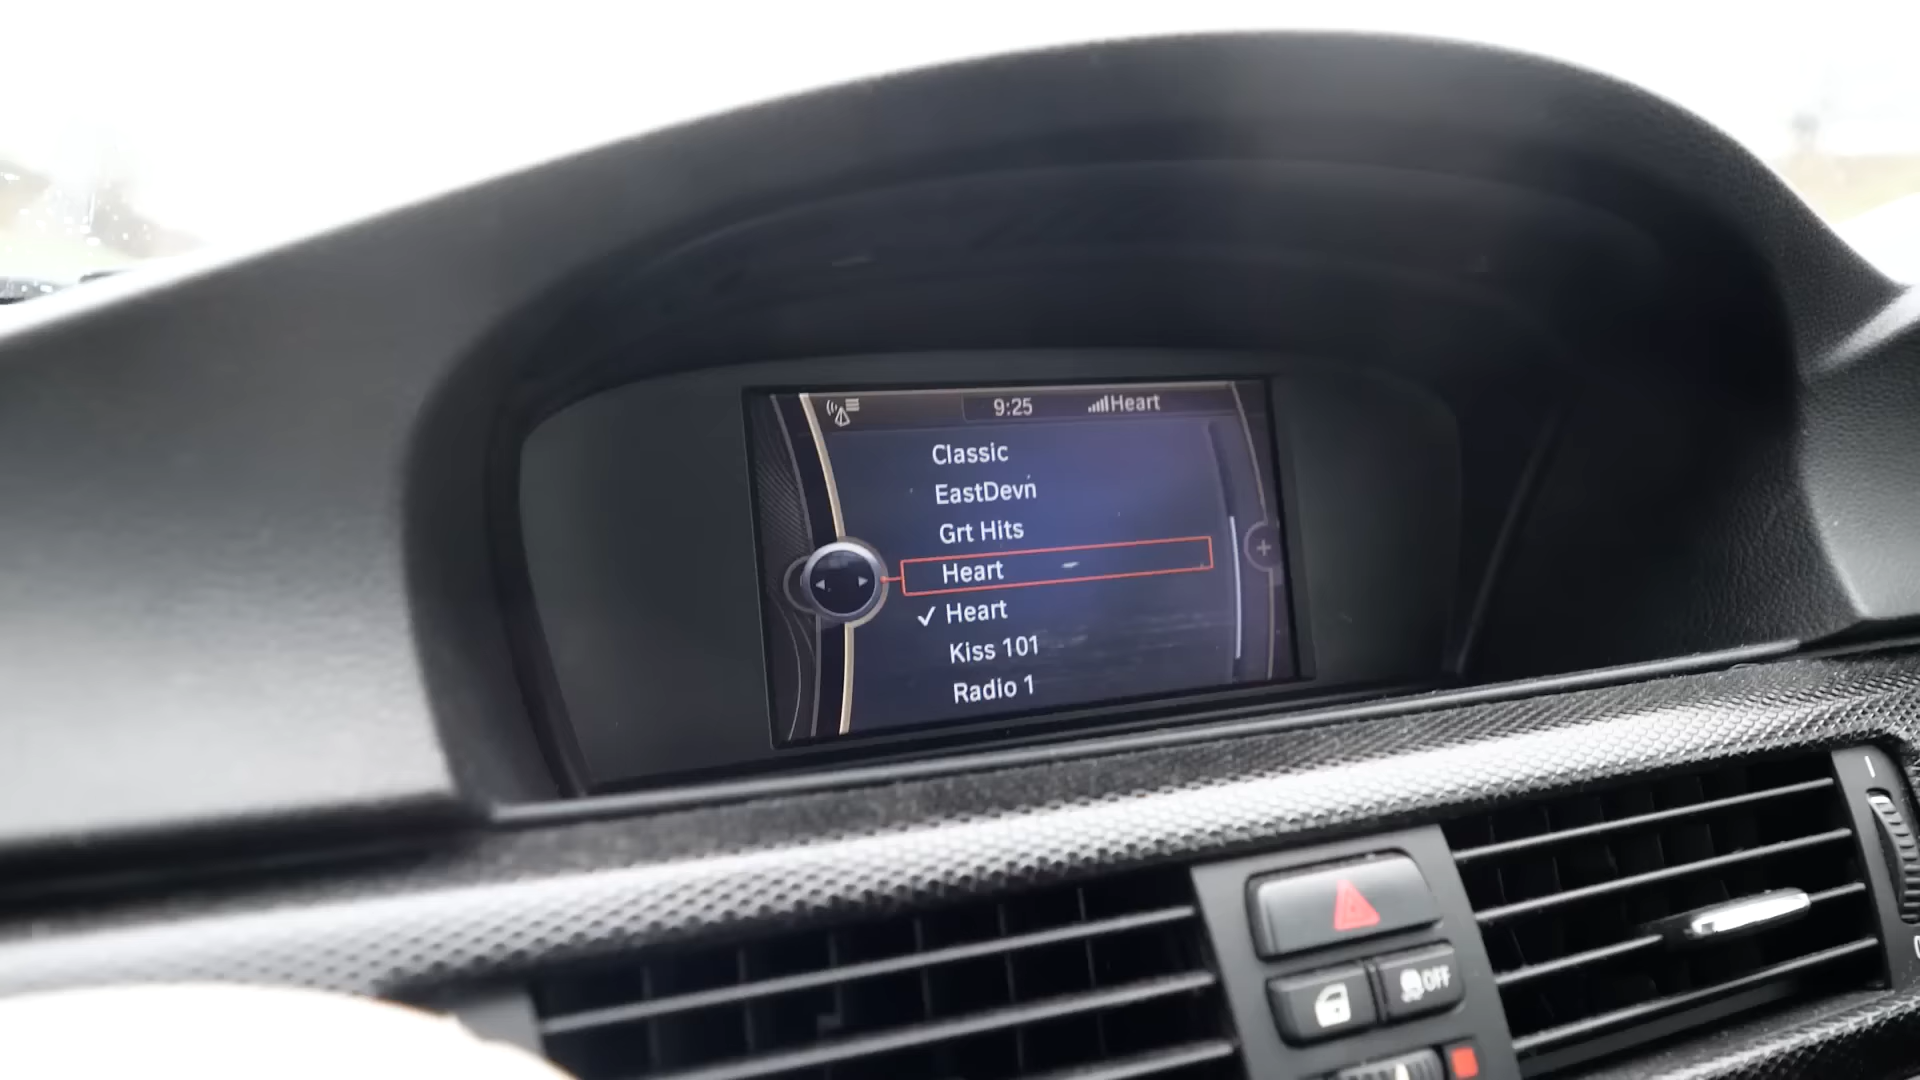 9:25 Heart
Classic
EastDevn
Grt Hits
Heart
✓ Heart
Kiss 101
Radio 1
OFF